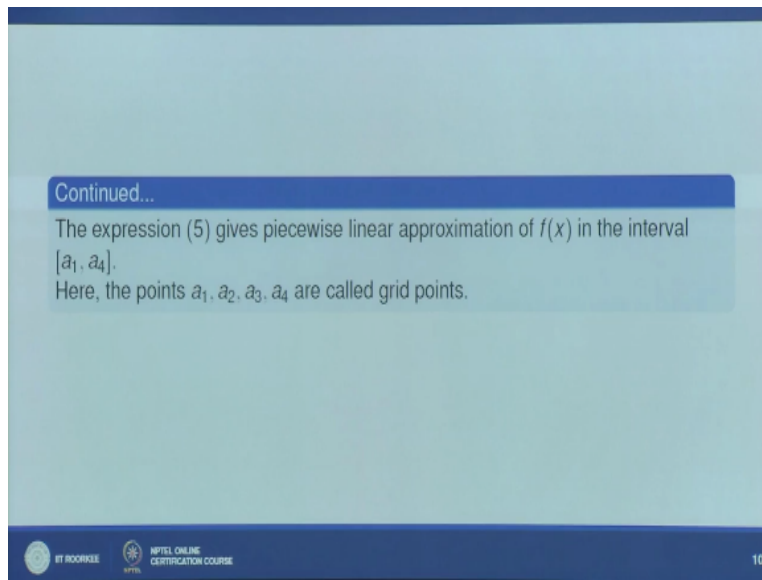 Continued...
The expression (5) gives piecewise linear approximation of f(x) in the interval
[a₁, a₄].
Here, the points a₁, a₂, a₃, a₄ are called grid points.
IIT ROORKEE
NPTEL
NPTEL ONLINE
CERTIFICATION COURSE
10